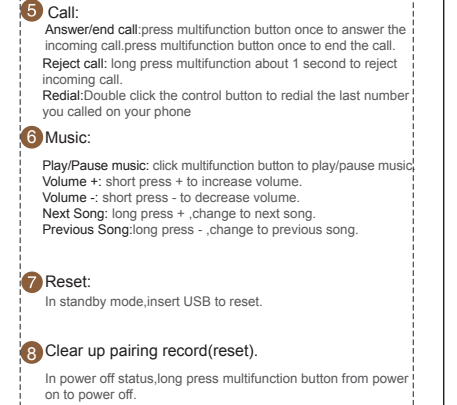 5 Call:
Answer/end call:press multifunction button once to answer the
incoming call.press multifunction button once to end the call.
Reject call: long press multifunction about 1 second to reject
incoming call.
Redial:Double click the control button to redial the last number
you called on your phone
6 Music:
Play/Pause music: click multifunction button to play/pause music.
Volume +: short press + to increase volume.
Volume -: short press - to decrease volume.
Next Song: long press + ,change to next song.
Previous Song:long press - ,change to previous song.
7 Reset:
In standby mode,insert USB to reset.
8 Clear up pairing record(reset).
In power off status,long press multifunction button from power
on to power off.